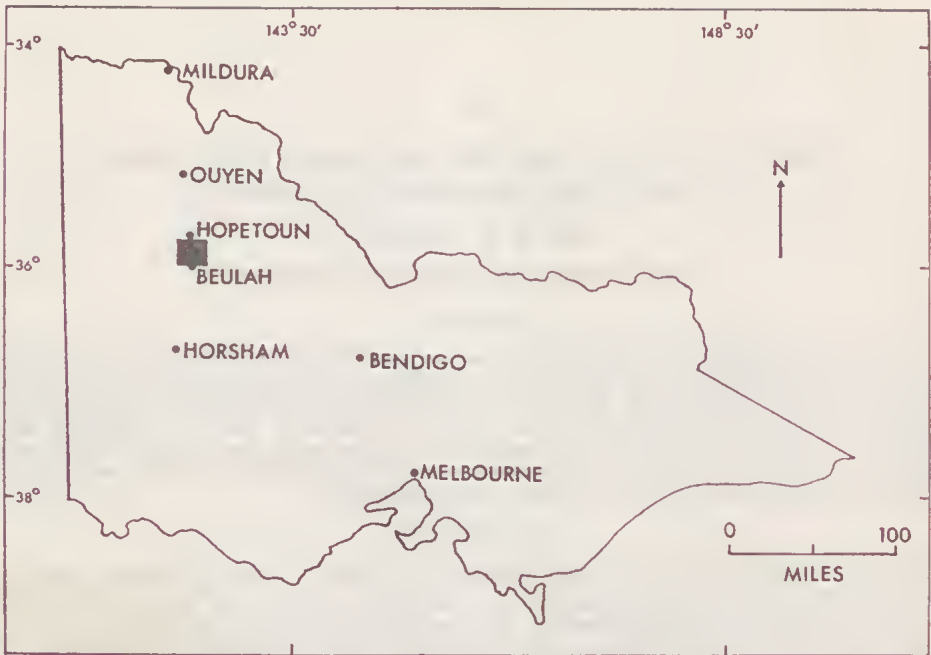 143° 30′
148° 30′
34°
MILDURA
OUYEN
N
HOPETOUN
36°
BEULAH
HORSHAM
BENDIGO
MELBOURNE
38°
0
100
MILES